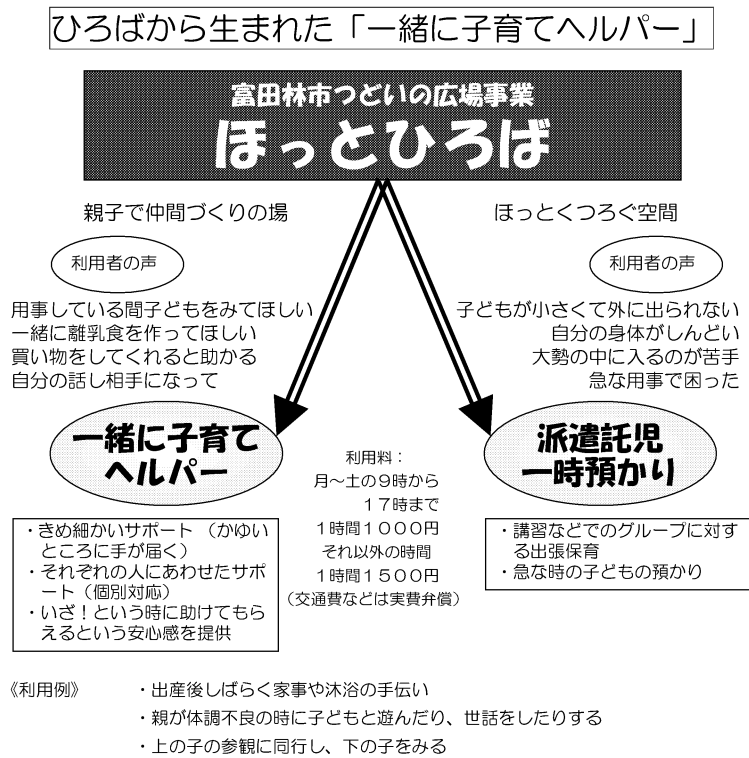 ひろばから生まれた「一緒に子育てヘルパー」
富田林市つどいの広場事業
ほっとひろば
親子で仲間づくりの場
ほっとくつろぐ空間
利用者の声
用事している間子どもをみてほしい
一緒に離乳食を作ってほしい
買い物をしてくれると助かる
自分の話し相手になって
利用者の声
子どもが小さくて外に出られない
自分の身体がしんどい
大勢の中に入るのが苦手
急な用事で困った
一緒に子育て
ヘルパー
・きめ細かいサポート（かゆい
ところに手が届く）
・それぞれの人にあわせたサポ
ート（個別対応）
・いざ！という時に助けてもら
えるという安心感を提供
利用料：
月～土の９時から
１７時まで
１時間１０００円
それ以外の時間
１時間１５００円
（交通費などは実費弁償）
派遣託児
一時預かり
・講習などでのグループに対す
る出張保育
・急な時の子どもの預かり
《利用例》　・出産後しばらく家事や沐浴の手伝い
・親が体調不良の時に子どもと遊んだり、世話をしたりする
・上の子の参観に同行し、下の子をみる